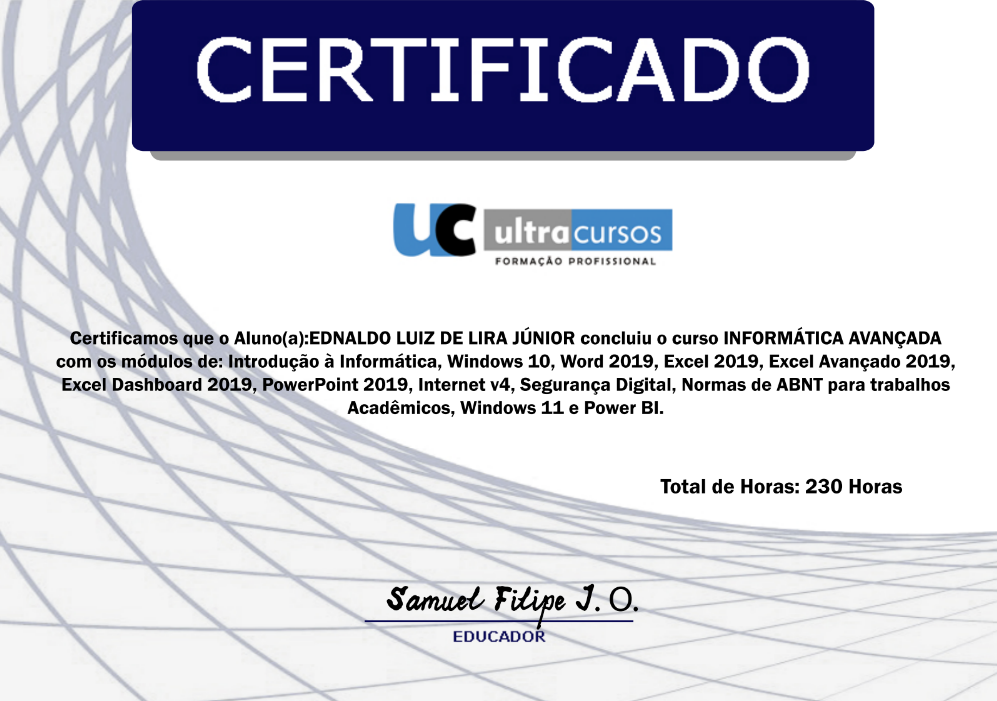 CERTIFICADO
UC ultracursos
FORMAÇÃO PROFISSIONAL
Certificamos que o Aluno(a):EDNALDO LUIZ DE LIRA JÚNIOR concluiu o curso INFORMÁTICA AVANÇADA
com os módulos de: Introdução à Informática, Windows 10, Word 2019, Excel 2019, Excel Avançado 2019,
Excel Dashboard 2019, PowerPoint 2019, Internet v4, Segurança Digital, Normas de ABNT para trabalhos
Acadêmicos, Windows 11 e Power BI.
Total de Horas: 230 Horas
Samuel Filipe J. O.
EDUCADOR